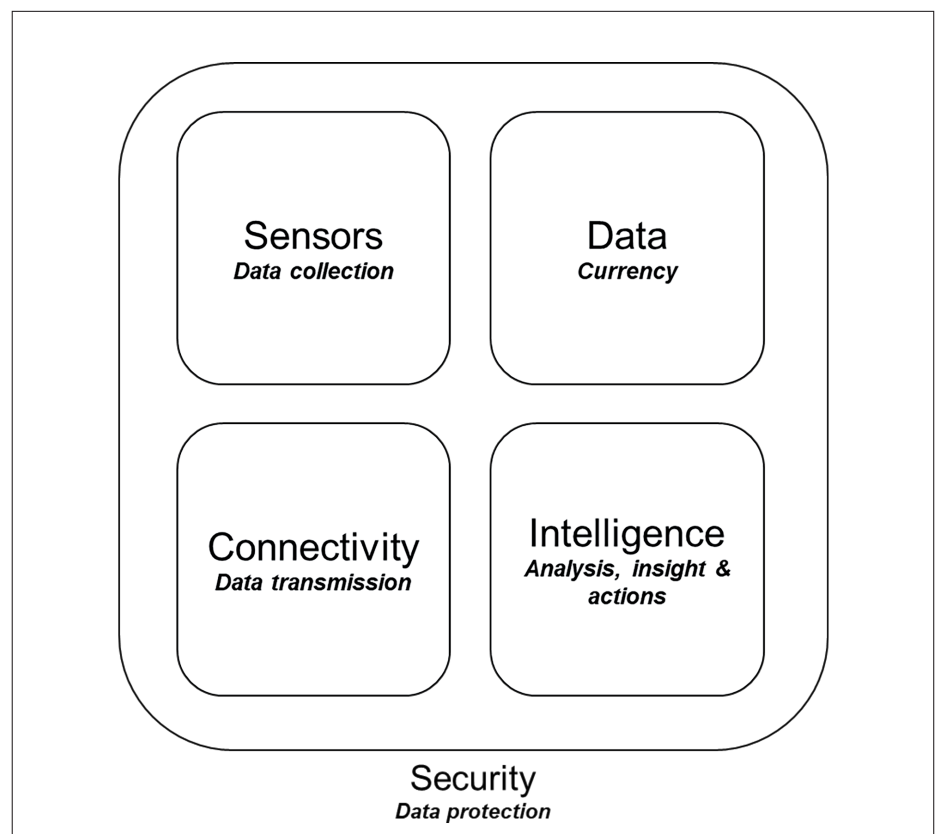 Sensors
Data collection
Data
Currency
Connectivity
Data transmission
Intelligence
Analysis, insight &
actions
Security
Data protection